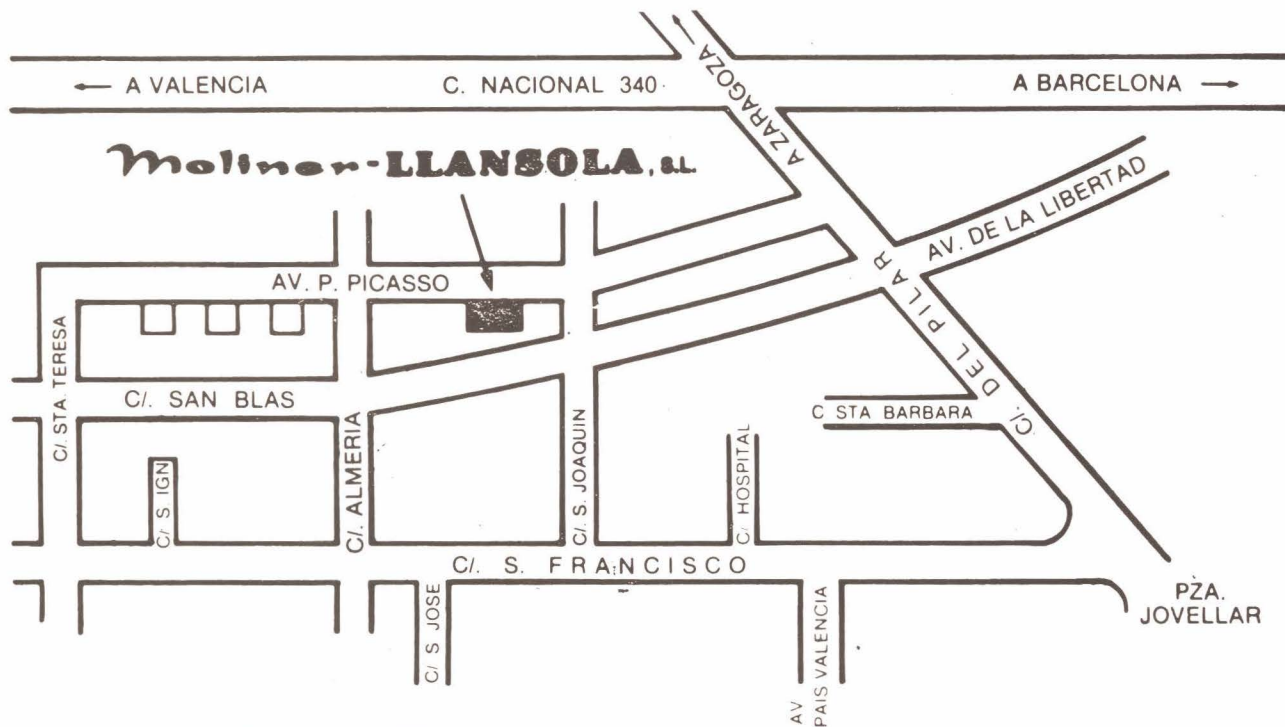 ← A VALENCIA
C. NACIONAL 340
A BARCELONA →
← A ZARAGOZA
Moliner-LLANSOLA, S.L.
AV. DE LA LIBERTAD
AV. P. PICASSO
C/. STA. TERESA
C/. SAN BLAS
C/. DEL PILAR
C STA BARBARA
C/. ALMERIA
C/. S. JOAQUIN
C/ HOSPITAL
C/ S. IGN
C/. S. FRANCISCO
C/ S JOSE
AV
PAIS VALENCIA
PZA.
JOVELLAR